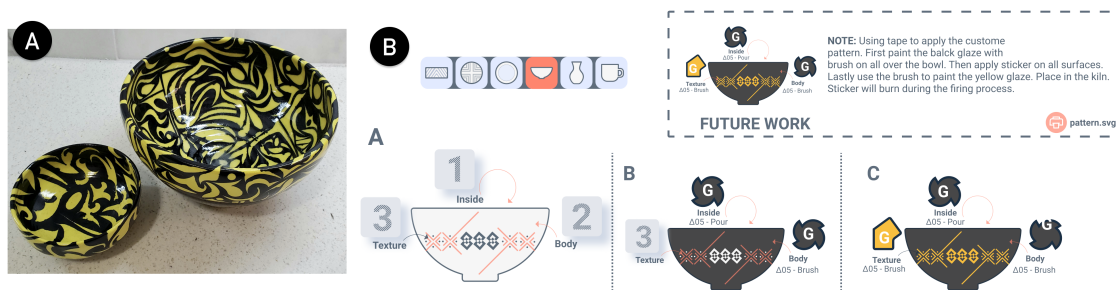 A
B
G
Inside
Δ05 - Pour
G
Texture
Δ05 - Brush
G
Body
Δ05 - Brush
NOTE: Using tape to apply the custome
pattern. First paint the balck glaze with
brush on all over the bowl. Then apply sticker on all surfaces.
Lastly use the brush to paint the yellow glaze. Place in the kiln.
Sticker will burn during the firing process.
FUTURE WORK
pattern.svg
A
1
Inside
3
Texture
2
Body
B
G
Inside
Δ05 - Pour
3
Texture
G
Body
Δ05 - Brush
C
G
Inside
Δ05 - Pour
G
Texture
Δ05 - Brush
G
Body
Δ05 - Brush